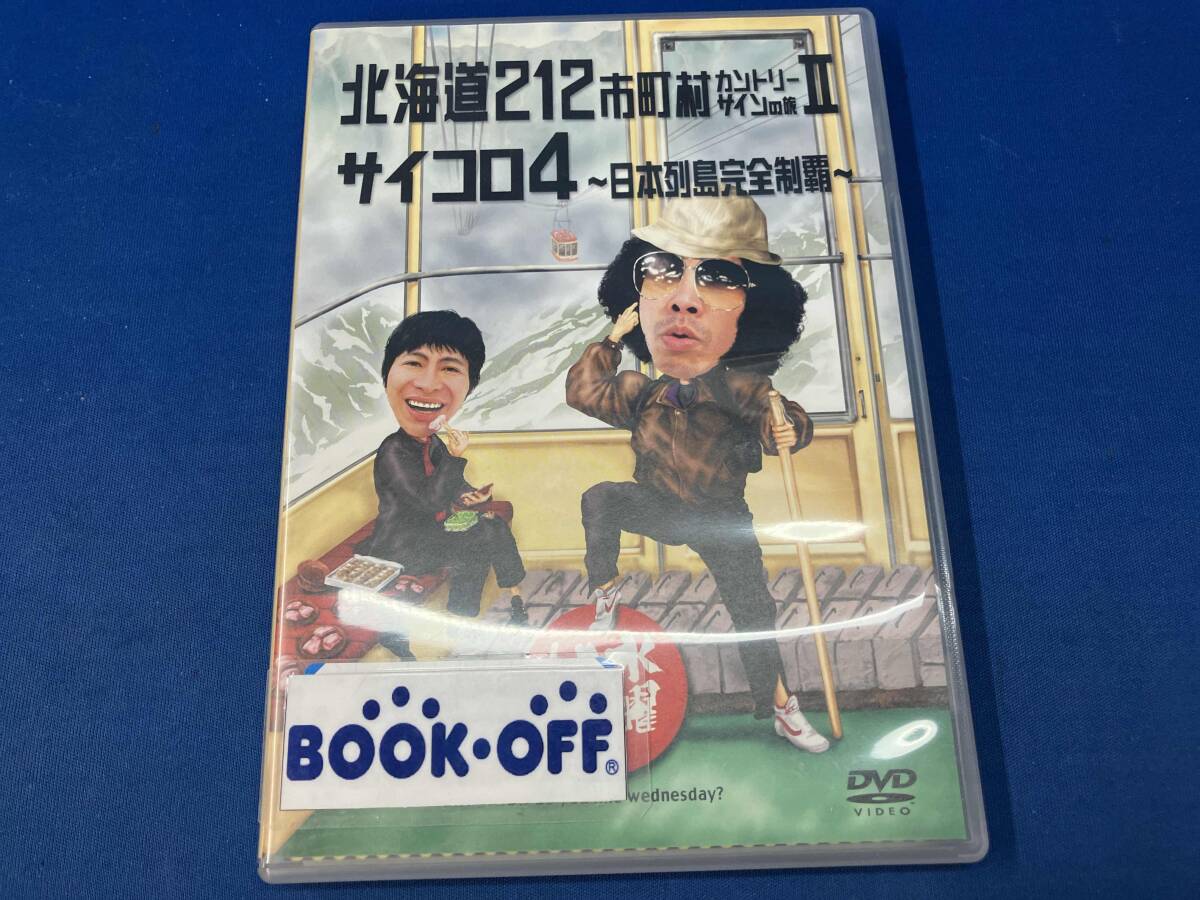 北海道212市町村カントリーサインの旅II
サイコロ4 ~日本列島完全制覇~
水曜
BOOK・OFF®
wednesday?
DVD
VIDEO